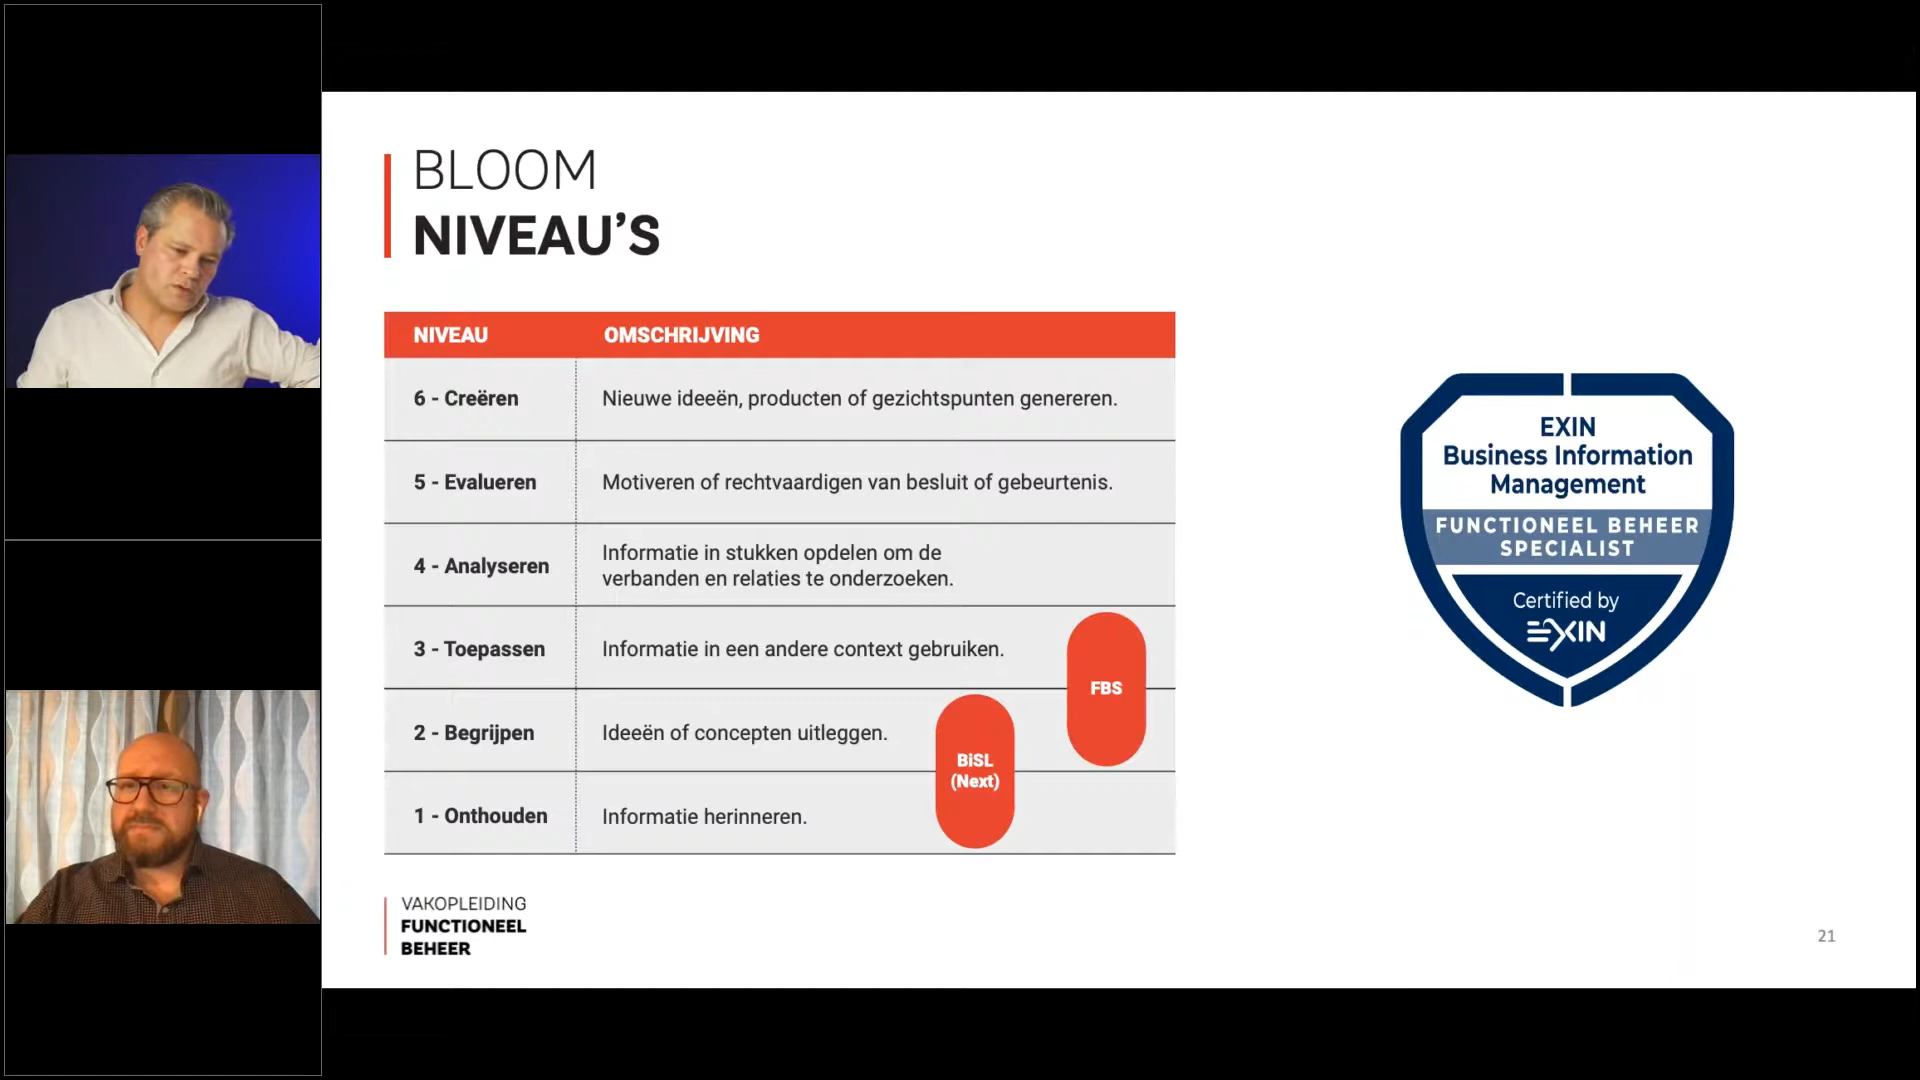 BLOOM
NIVEAU'S
NIVEAU OMSCHRIJVING
6 - Creëren Nieuwe ideeën, producten of gezichtspunten genereren.
5 - Evalueren Motiveren of rechtvaardigen van besluit of gebeurtenis.
4 - Analyseren Informatie in stukken opdelen om de
verbanden en relaties te onderzoeken.
3 - Toepassen Informatie in een andere context gebruiken.
FBS
2 - Begrijpen Ideeën of concepten uitleggen.
BiSL
(Next)
1 - Onthouden Informatie herinneren.
EXIN
Business Information
Management
FUNCTIONEEL BEHEER
SPECIALIST
Certified by
EXIN
VAKOPLEIDING
FUNCTIONEEL
BEHEER
21